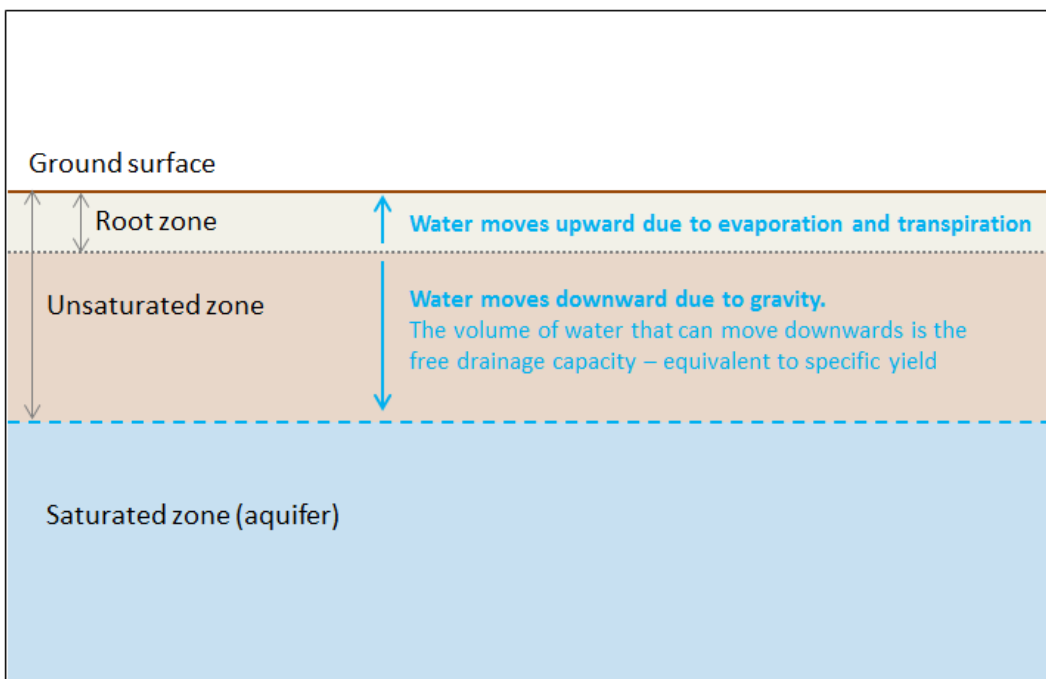 Ground surface
Root zone
Water moves upward due to evaporation and transpiration
Unsaturated zone
Water moves downward due to gravity.
The volume of water that can move downwards is the
free drainage capacity – equivalent to specific yield
Saturated zone (aquifer)